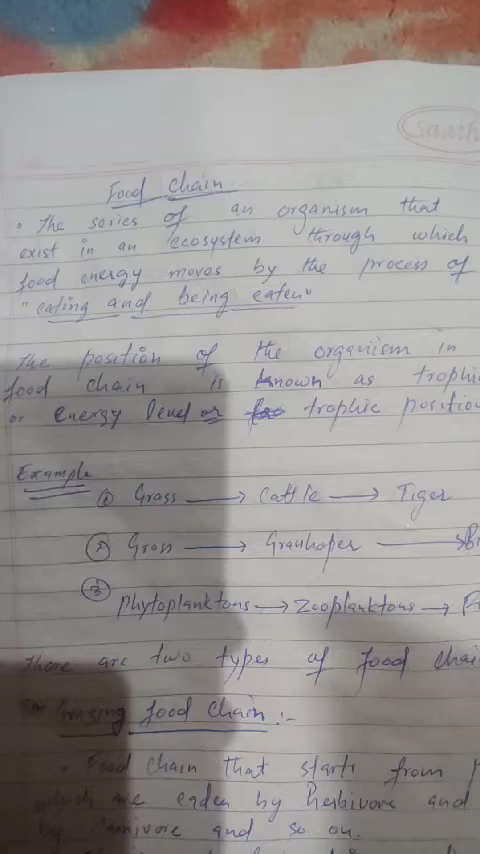 Food chain
• The series of an organism that
exist in an ecosystem through which
food energy moves by the process of
"eating and being eaten"
The position of the organism in
food chain is known as trophic
or energy level or trophic position
Example
① Grass → Cattle → Tiger
② Grass → Grasshoper →
③ Phytoplanktons → Zooplanktons →
There are two types of food chai
Grazing food chain :-
• Food chain that starts from
which are eaten by herbivore and
by carnivore and so on.